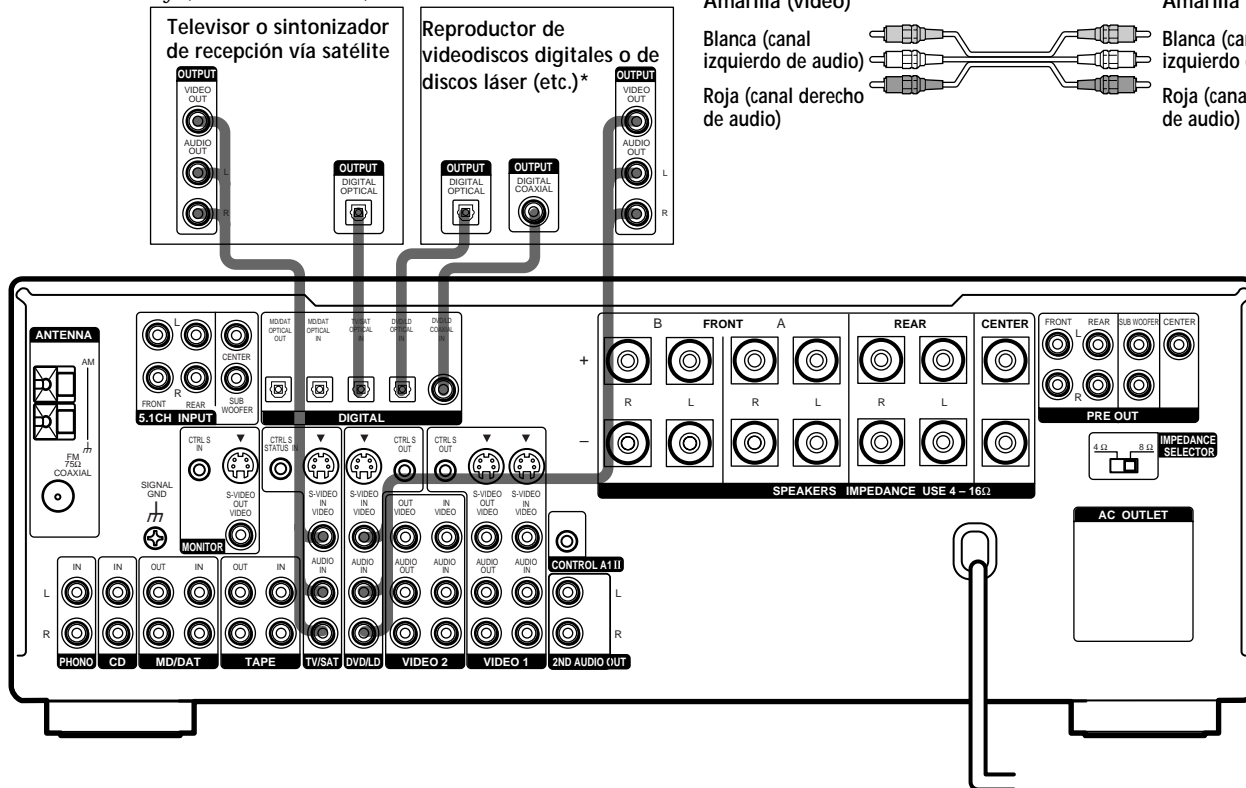 Televisor o sintonizador
de recepción vía satélite
OUTPUT
VIDEO
OUT
AUDIO
OUT
L
R
OUTPUT
DIGITAL
OPTICAL
Reproductor de
videodiscos digitales o de
discos láser (etc.)*
OUTPUT
DIGITAL
OPTICAL
OUTPUT
DIGITAL
COAXIAL
OUTPUT
VIDEO
OUT
AUDIO
OUT
L
R
Amarilla (vídeo)
Blanca (canal
izquierdo de audio)
Roja (canal derecho
de audio)
Amarilla
Blanca (ca
izquierdo
Roja (cana
de audio)
ANTENNA
AM
FM
75Ω
COAXIAL
L
R
FRONT
REAR
CENTER
SUB
WOOFER
5.1CH INPUT
MD/DAT
OPTICAL
OUT
MD/DAT
OPTICAL
IN
TV/SAT
OPTICAL
IN
DVD/LD
OPTICAL
IN
DVD/LD
COAXIAL
IN
DIGITAL
B FRONT A
REAR
CENTER
+
R L R L R L
–
SPEAKERS IMPEDANCE USE 4 – 16Ω
FRONT
REAR
SUB WOOFER
CENTER
L
R
PRE OUT
4 Ω
8 Ω
IMPEDANCE
SELECTOR
AC OUTLET
SIGNAL
GND
CTRL S
IN
S-VIDEO
OUT
VIDEO
MONITOR
CTRL S
STATUS IN
S-VIDEO
IN
VIDEO
AUDIO
IN
S-VIDEO
IN
VIDEO
AUDIO
IN
CTRL S
OUT
OUT
VIDEO
AUDIO
OUT
IN
VIDEO
AUDIO
IN
CTRL S
OUT
S-VIDEO
OUT
VIDEO
AUDIO
OUT
S-VIDEO
IN
VIDEO
AUDIO
IN
CONTROL A1 II
IN
IN
OUT
IN
OUT
IN
L
R
L
R
PHONO
CD
MD/DAT
TAPE
TV/SAT
DVD/LD
VIDEO 2
VIDEO 1
2ND AUDIO OUT